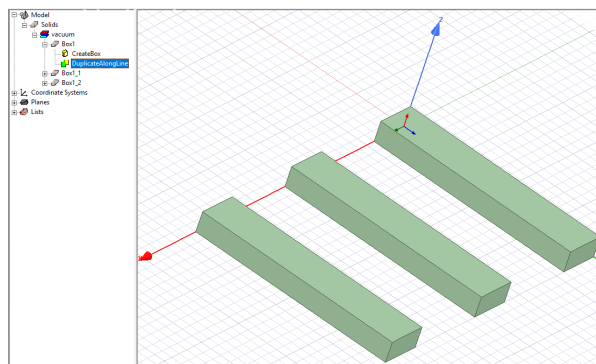 Model
Solids
vacuum
Box1
CreateBox
DuplicateAlongLine
Box1_1
Box1_2
Coordinate Systems
Planes
Lists
Z